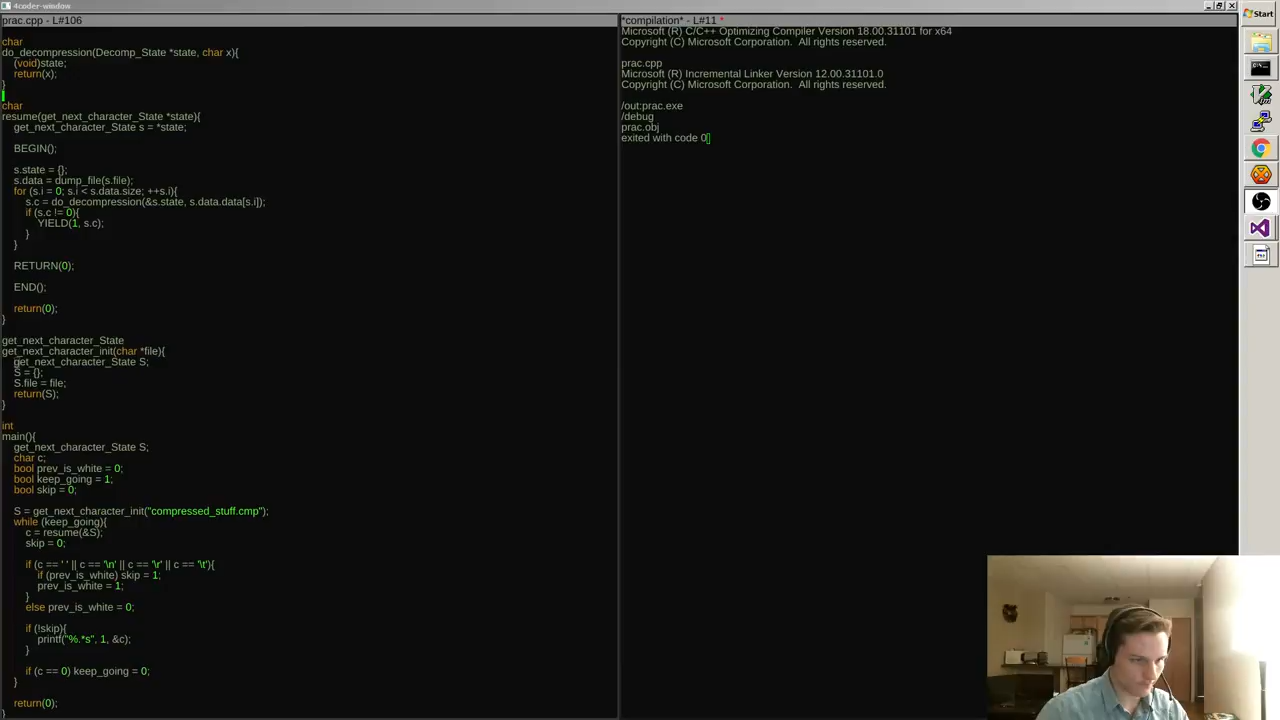 4coder-window
prac.cpp - L#106
char
do_decompression(Decomp_State *state, char x){
(void)state;
return(x);
}
char
resume(get_next_character_State *state){
get_next_character_State s = *state;
BEGIN();
s.state = {};
s.data = dump_file(s.file);
for (s.i = 0; s.i < s.data.size; ++s.i){
s.c = do_decompression(&s.state, s.data.data[s.i]);
if (s.c != 0){
YIELD(1, s.c);
}
}
RETURN(0);
END();
return(0);
}
get_next_character_State
get_next_character_init(char *file){
get_next_character_State S;
S = {};
S.file = file;
return(S);
}
int
main(){
get_next_character_State S;
char c;
bool prev_is_white = 0;
bool keep_going = 1;
bool skip = 0;
S = get_next_character_init("compressed_stuff.cmp");
while (keep_going){
c = resume(&S);
skip = 0;
if (c == ' ' || c == '\n' || c == '\r' || c == '\t'){
if (prev_is_white) skip = 1;
prev_is_white = 1;
}
else prev_is_white = 0;
if (!skip){
printf("%.*s", 1, &c);
}
if (c == 0) keep_going = 0;
}
return(0);
}
*compilation* - L#11 *
Microsoft (R) C/C++ Optimizing Compiler Version 18.00.31101 for x64
Copyright (C) Microsoft Corporation.  All rights reserved.
prac.cpp
Microsoft (R) Incremental Linker Version 12.00.31101.0
Copyright (C) Microsoft Corporation.  All rights reserved.
/out:prac.exe
/debug
prac.obj
exited with code 0
Start